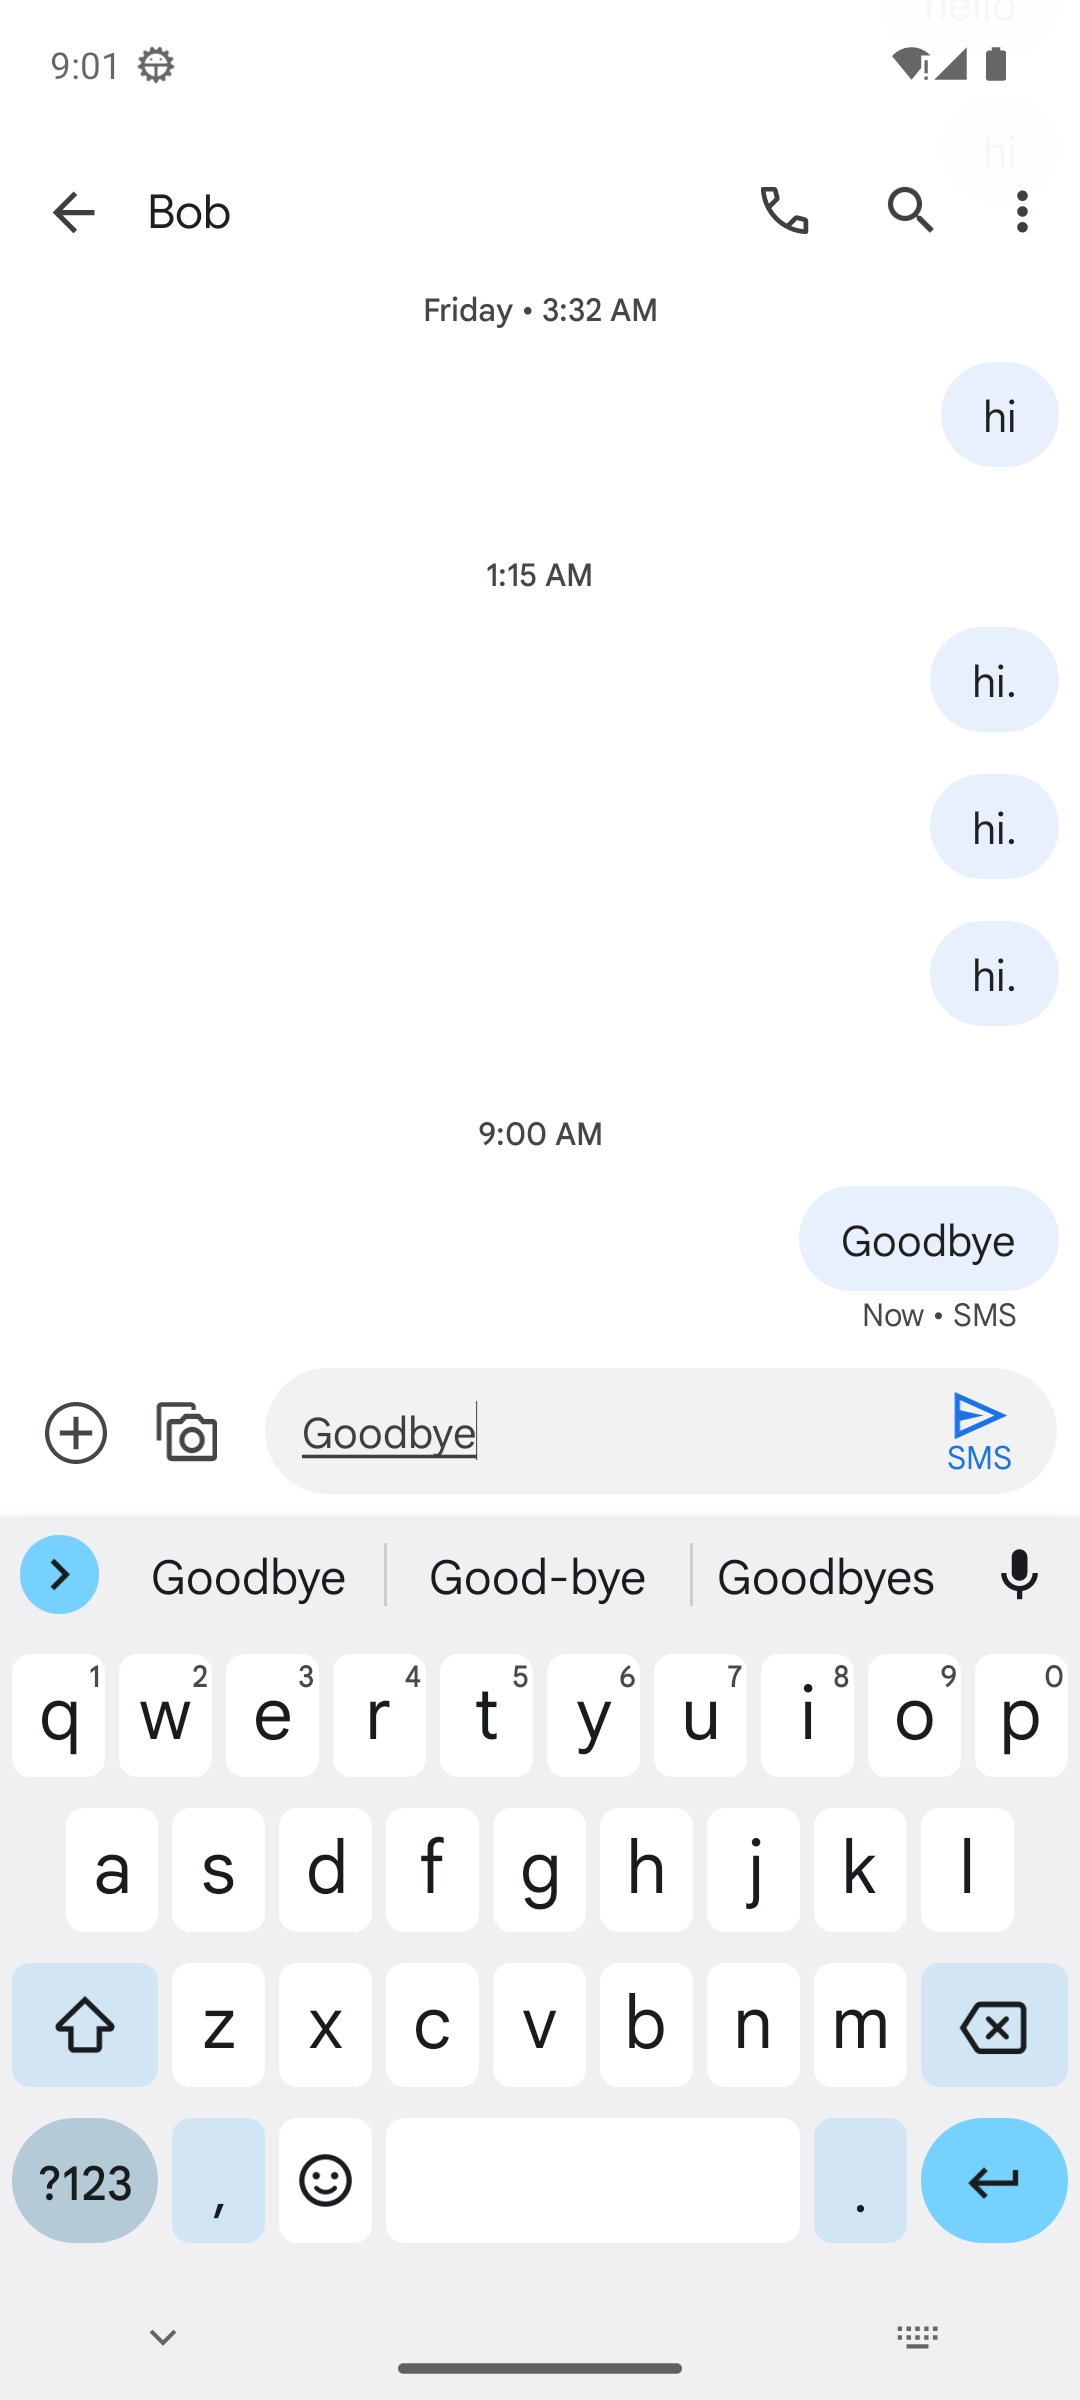 hello
9:01
hi
Bob
Friday • 3:32 AM
hi
1:15 AM
hi.
hi.
hi.
9:00 AM
Goodbye
Now • SMS
Goodbye
SMS
Goodbye Good-bye Goodbyes
1 2 3 4 5 6 7 8 9 0
q w e r t y u i o p
a s d f g h j k l
z x c v b n m
?123 , .